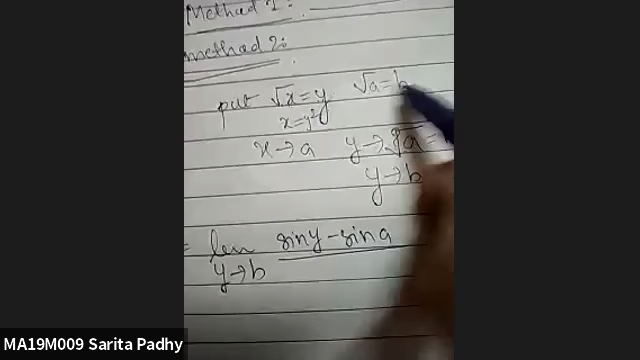 Method 1:
method 2:
put √x = y √a = b
x = y²
x → a y → √a =
y → b
= lim sin y - sin a
y → b
MA19M009 Sarita Padhy